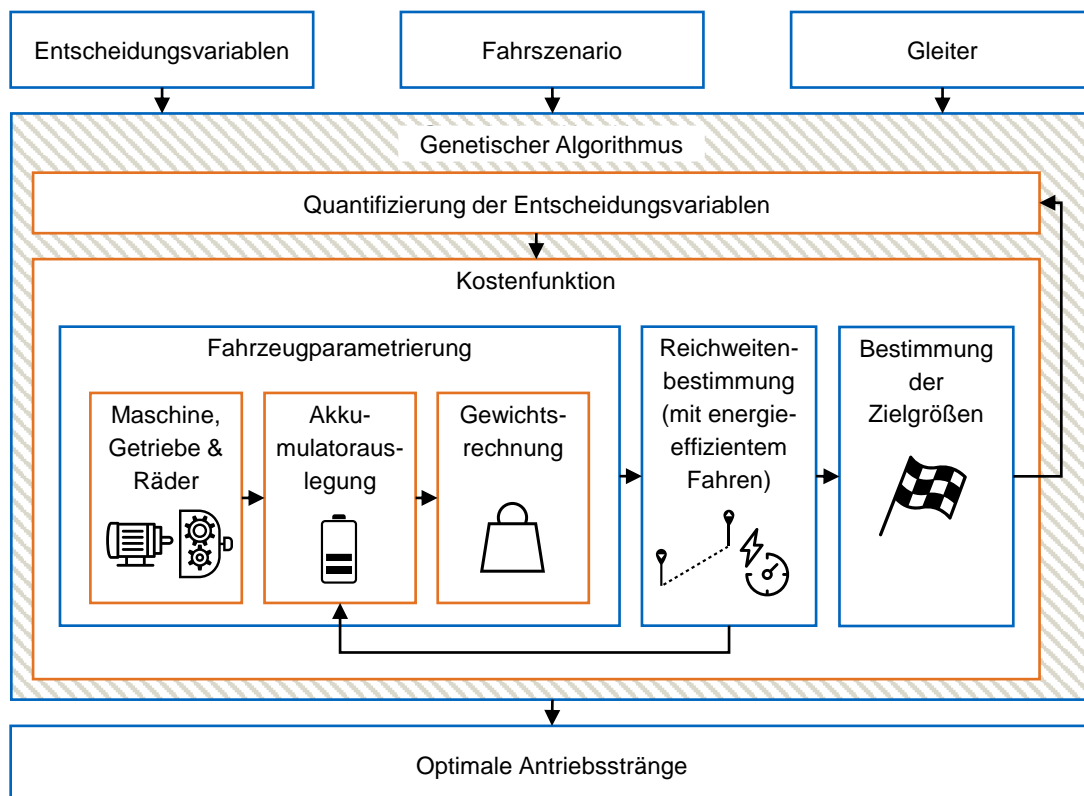 Entscheidungsvariablen
Fahrszenario
Gleiter
Genetischer Algorithmus
Quantifizierung der Entscheidungsvariablen
Kostenfunktion
Fahrzeugparametrierung
Maschine,
Getriebe &
Räder
Akku-
mulatoraus-
legung
Gewichts-
rechnung
Reichweiten-
bestimmung
(mit energie-
effizientem
Fahren)
Bestimmung
der
Zielgrößen
Optimale Antriebsstränge